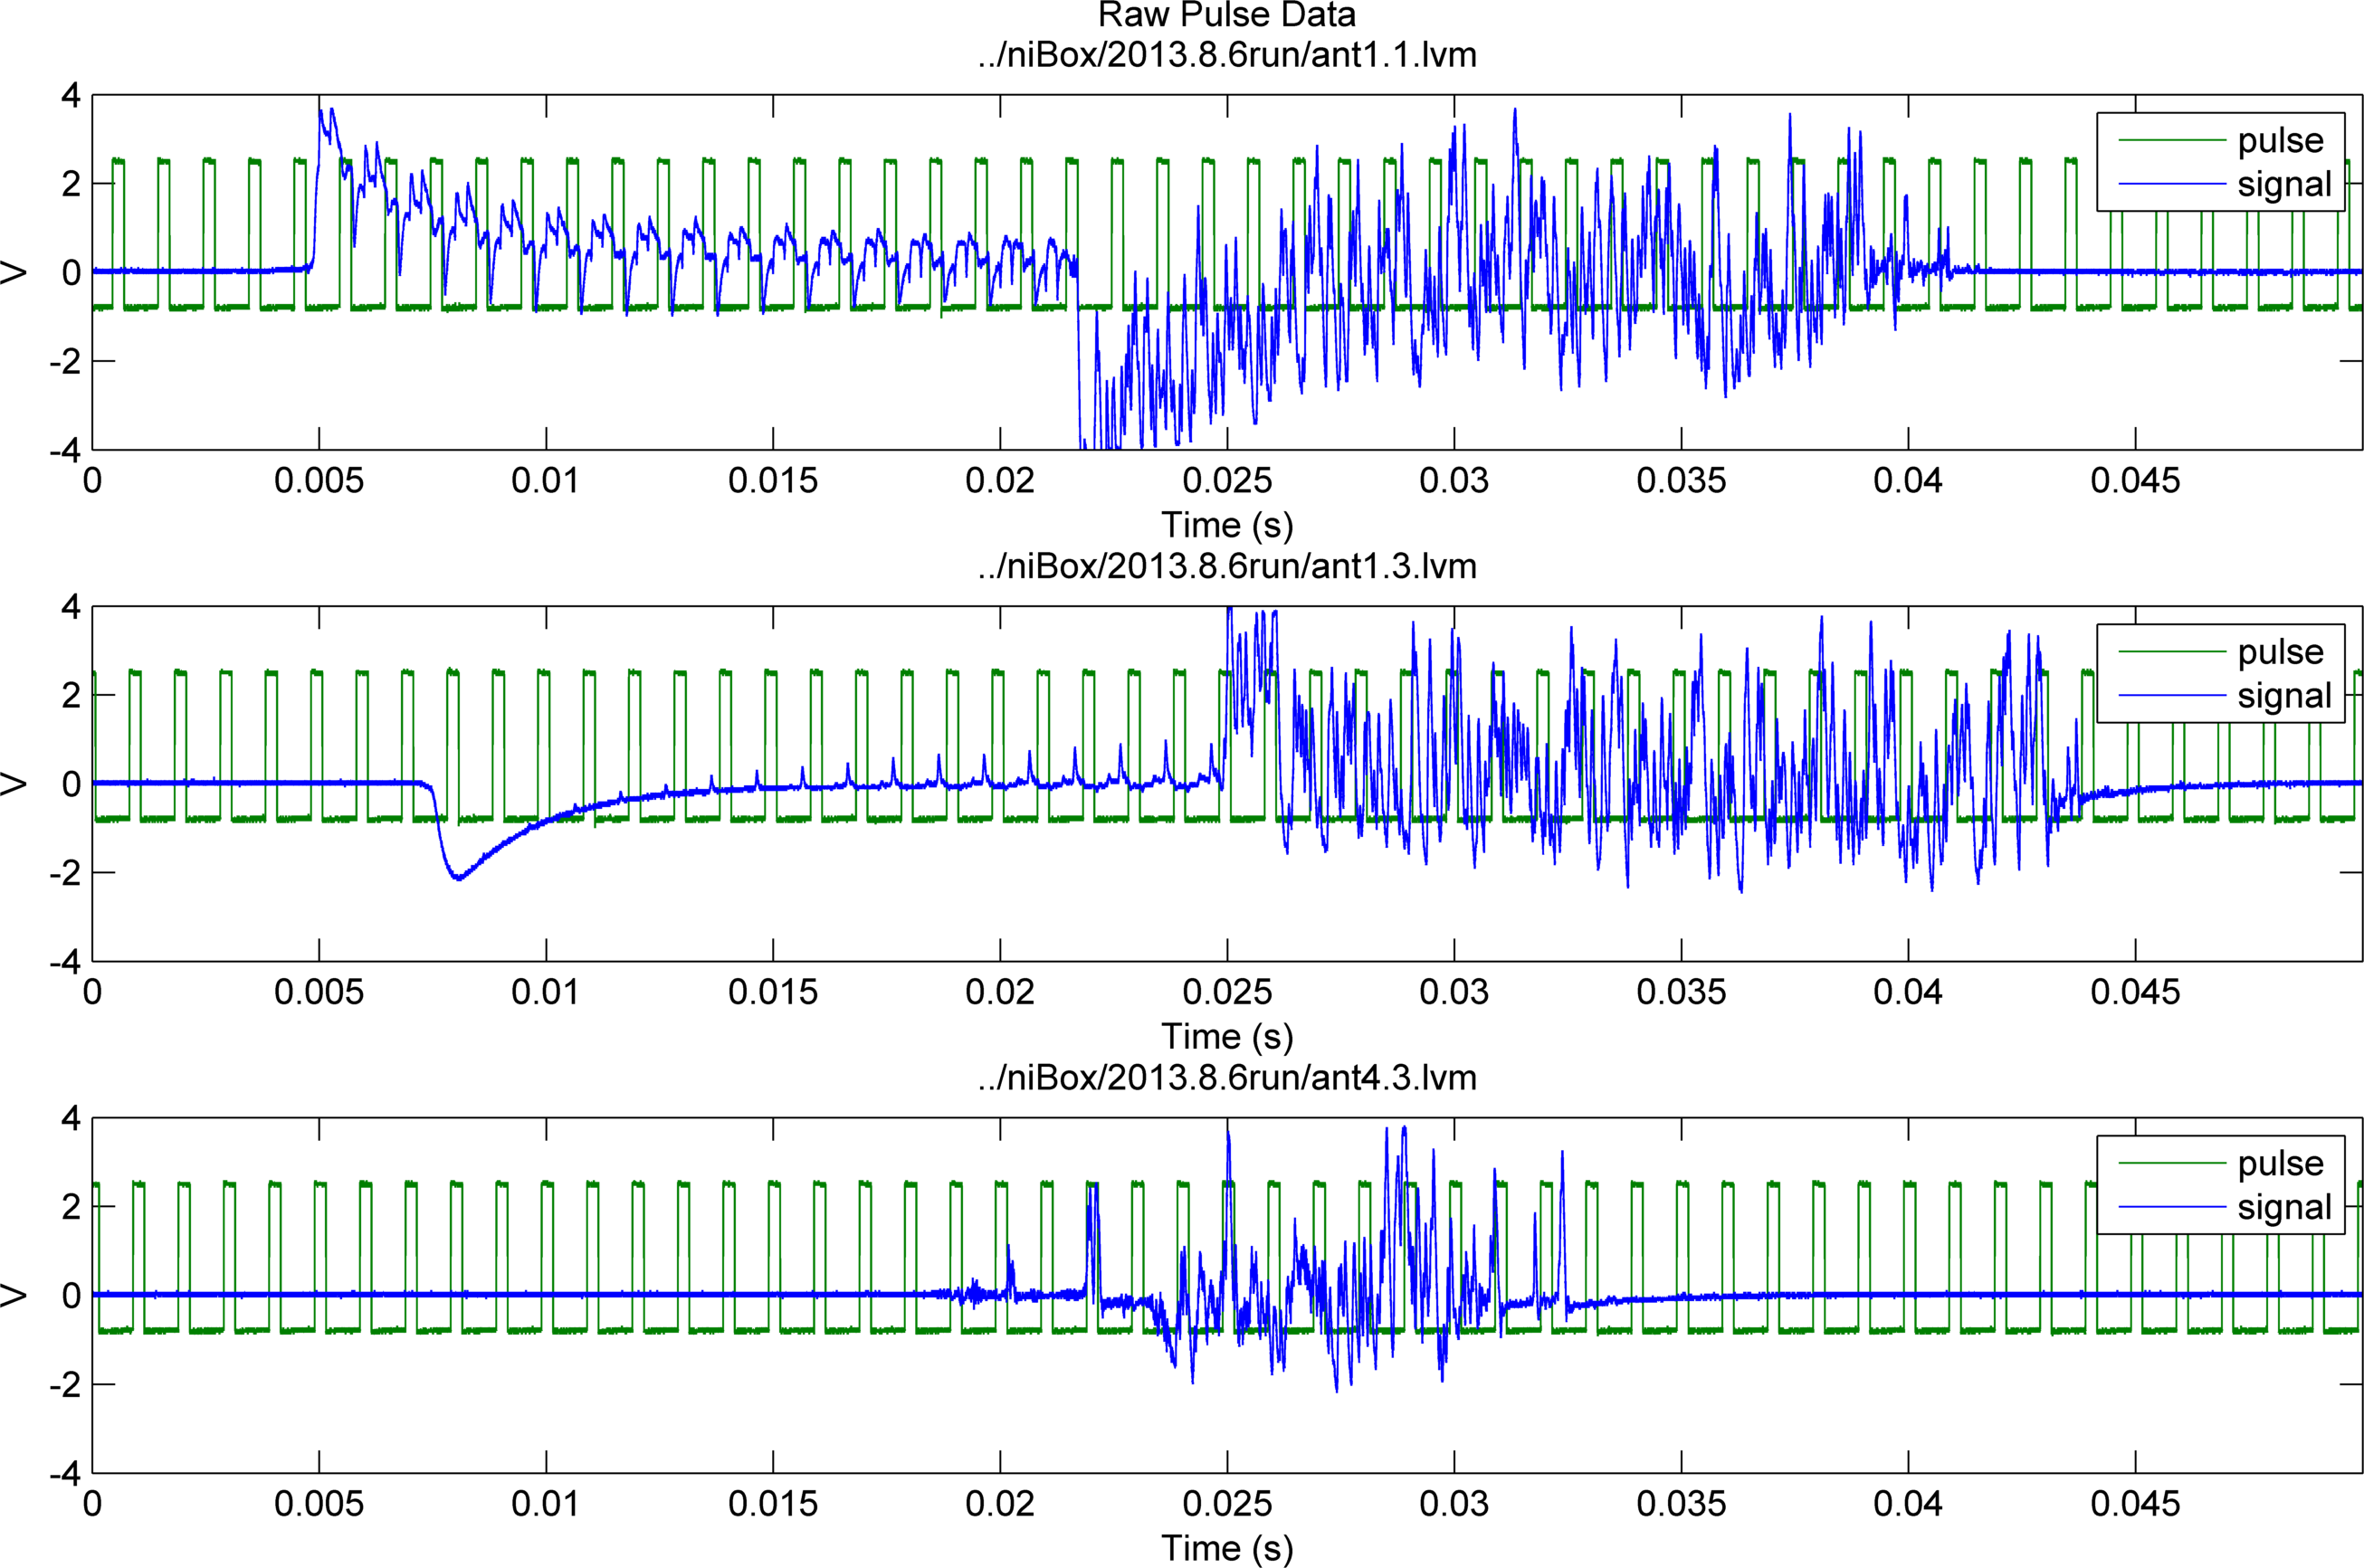 Raw Pulse Data
../niBox/2013.8.6run/ant1.1.lvm
4
2
0
-2
-4
V
pulse
signal
0 0.005 0.01 0.015 0.02 0.025 0.03 0.035 0.04 0.045
Time (s)
../niBox/2013.8.6run/ant1.3.lvm
4
2
0
-2
-4
V
pulse
signal
0 0.005 0.01 0.015 0.02 0.025 0.03 0.035 0.04 0.045
Time (s)
../niBox/2013.8.6run/ant4.3.lvm
4
2
0
-2
-4
V
pulse
signal
0 0.005 0.01 0.015 0.02 0.025 0.03 0.035 0.04 0.045
Time (s)